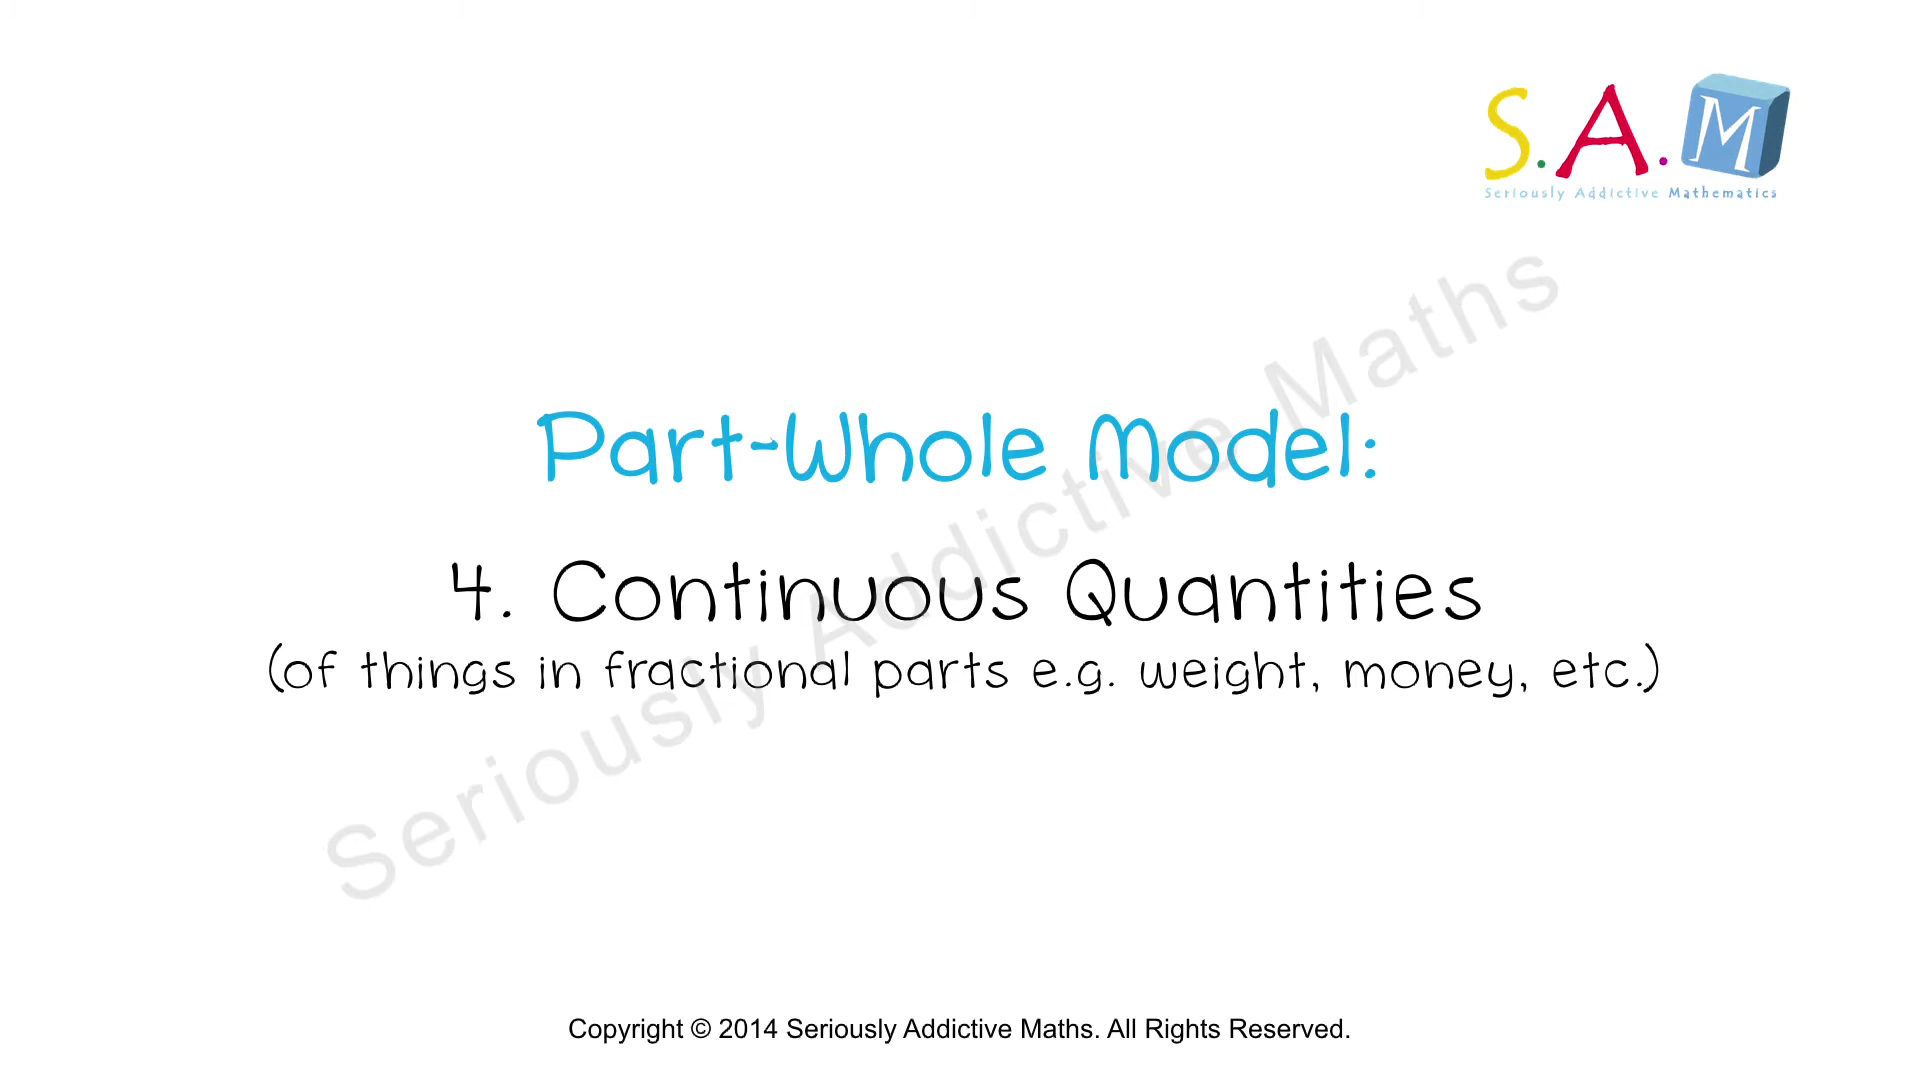 S.A.M
Seriously Addictive Mathematics
Part-Whole Model:
4. Continuous Quantities
(of things in fractional parts e.g. weight, money, etc.)
Seriously Addictive Maths
Copyright © 2014 Seriously Addictive Maths. All Rights Reserved.